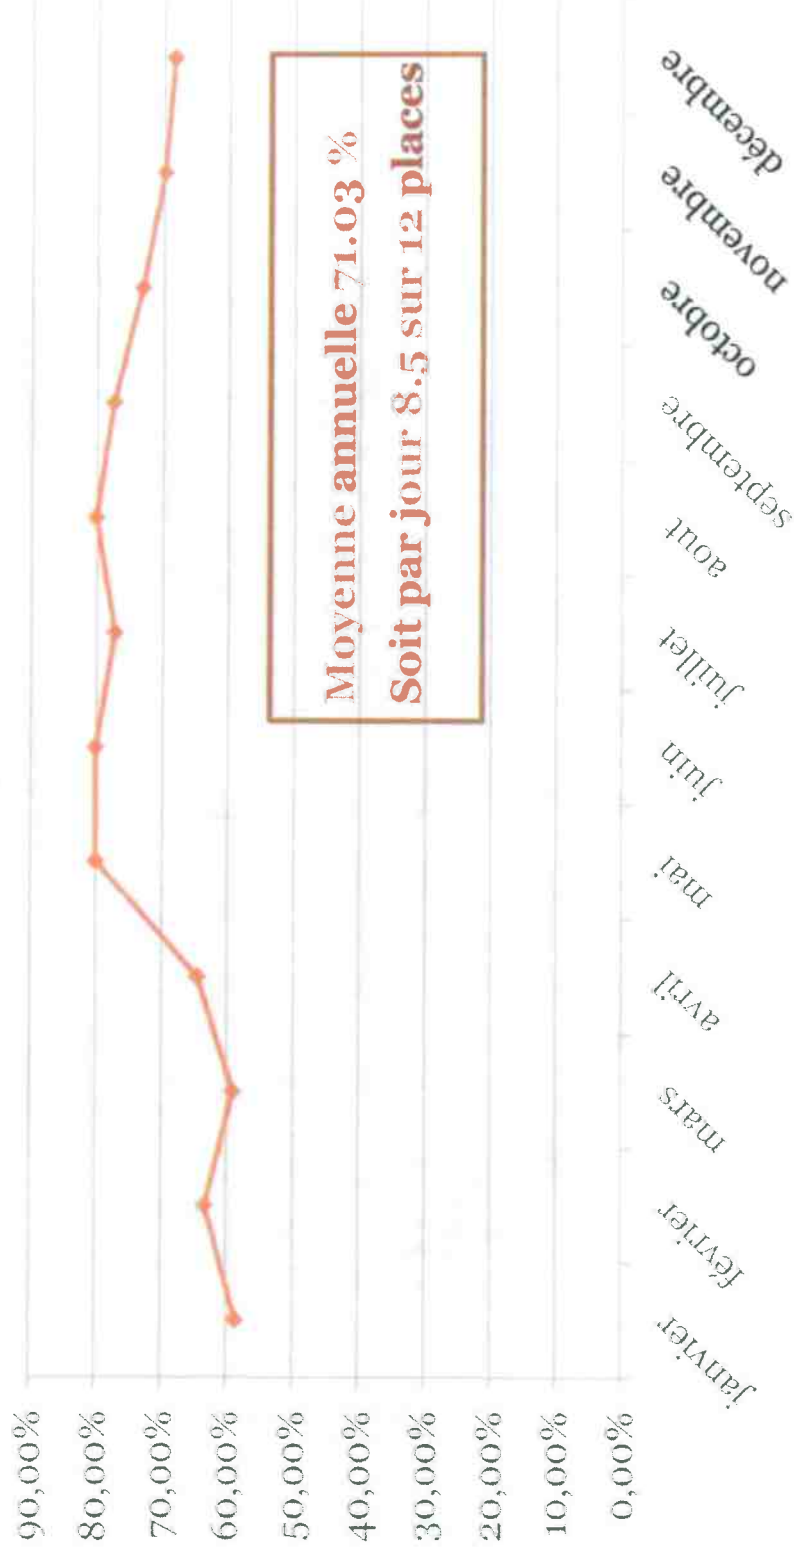 90,00%
80,00%
70,00%
60,00%
50,00%
40,00%
30,00%
20,00%
10,00%
0,00%
Moyenne annuelle 71.03 %
Soit par jour 8.5 sur 12 places
janvier
février
mars
avril
mai
juin
juillet
aout
septembre
octobre
novembre
décembre